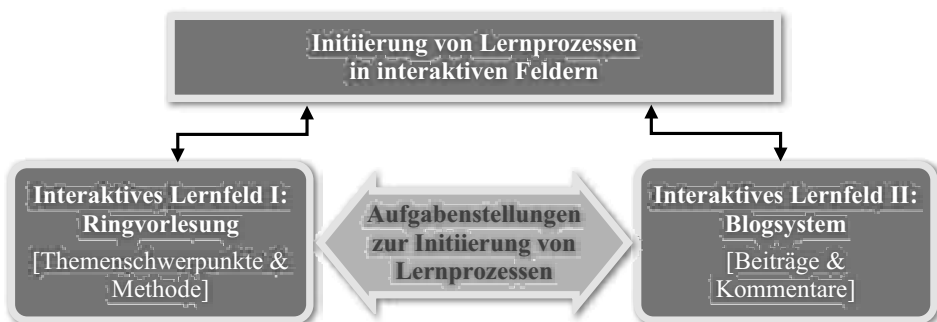 Initiierung von Lernprozessen
in interaktiven Feldern
Interaktives Lernfeld I:
Ringvorlesung
[Themenschwerpunkte &
Methode]
Aufgabenstellungen
zur Initiierung von
Lernprozessen
Interaktives Lernfeld II:
Blogsystem
[Beiträge &
Kommentare]